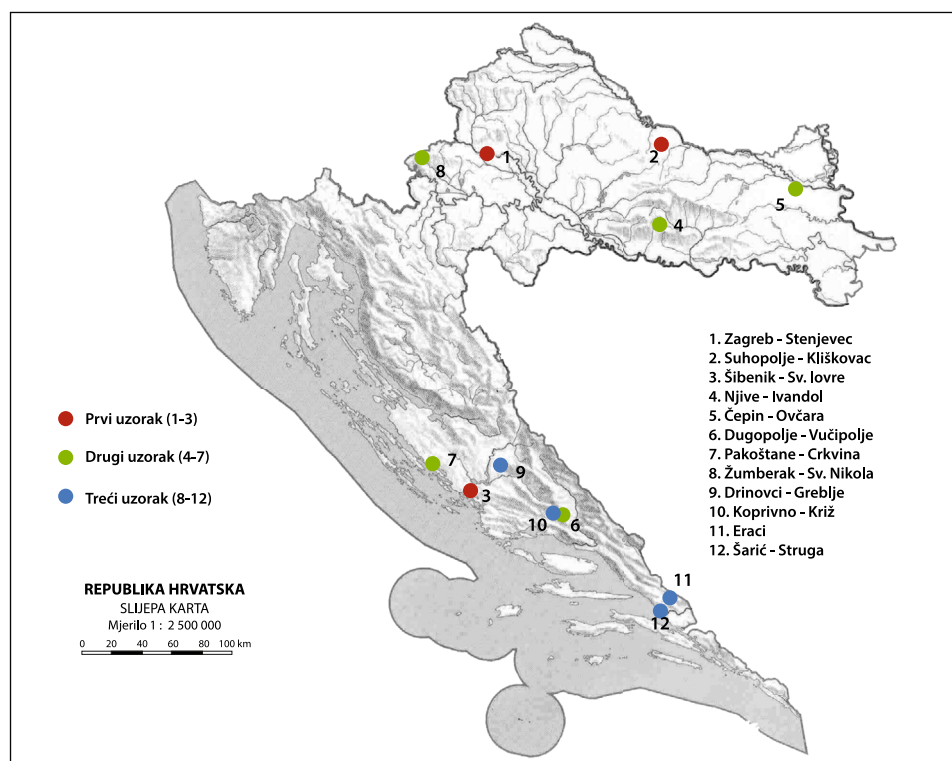 1
2
8
5
4
1. Zagreb - Stenjevec
2. Suhopolje - Kliškovac
3. Šibenik - Sv. lovre
4. Njive - Ivandol
5. Čepin - Ovčara
6. Dugopolje - Vučipolje
7. Pakoštane - Crkvina
8. Žumberak - Sv. Nikola
9. Drinovci - Greblje
10. Koprivno - Križ
11. Eraci
12. Šarić - Struga
Prvi uzorak (1-3)
Drugi uzorak (4-7)
Treći uzorak (8-12)
7
9
3
10
6
11
12
REPUBLIKA HRVATSKA
SLIJEPA KARTA
Mjerilo 1 : 2 500 000
0 20 40 60 80 100 km